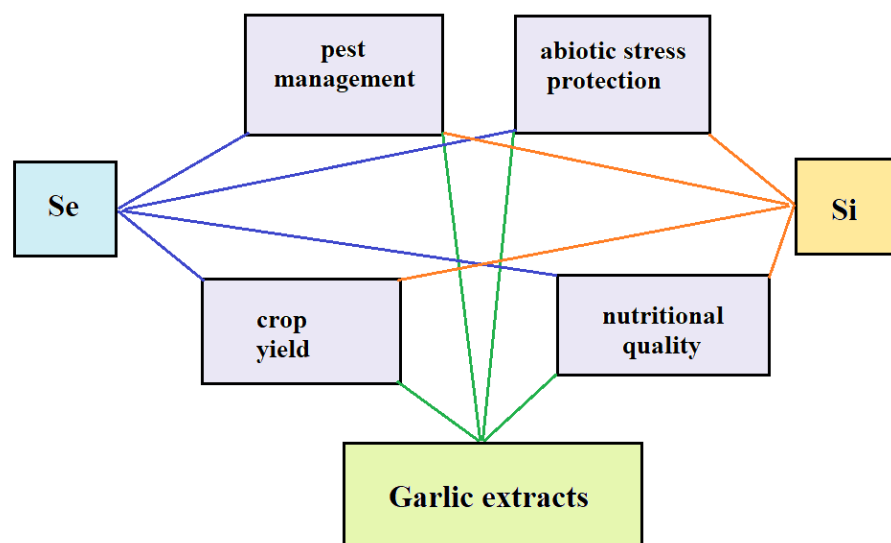 pest
management
abiotic stress
protection
Se
Si
crop
yield
nutritional
quality
Garlic extracts